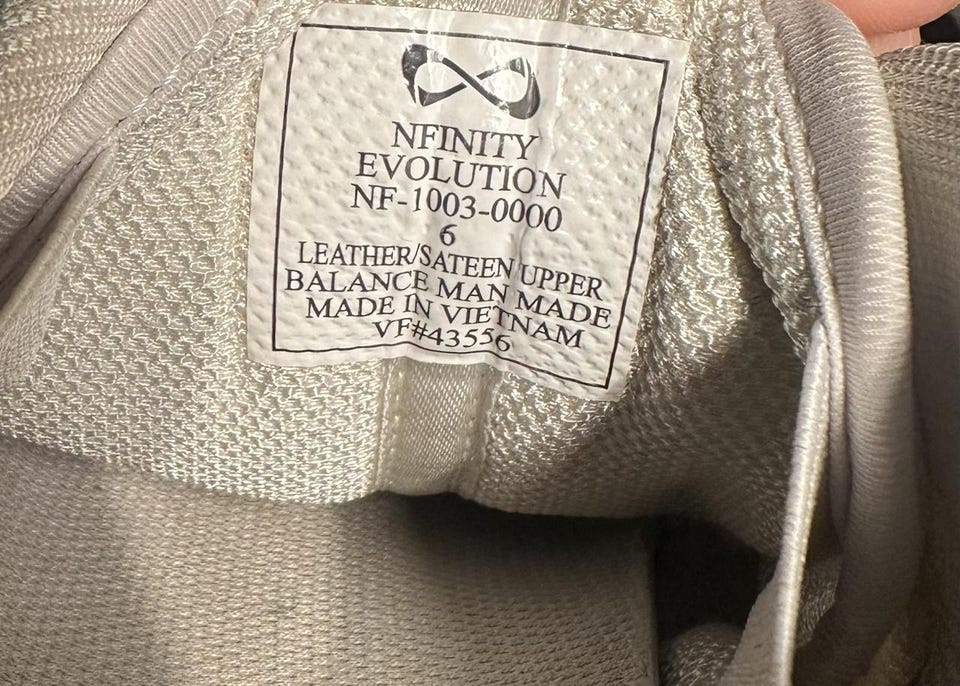 NFINITY
EVOLUTION
NF-1003-0000
6
LEATHER/SATEEN UPPER
BALANCE MAN MADE
MADE IN VIETNAM
VF#43556